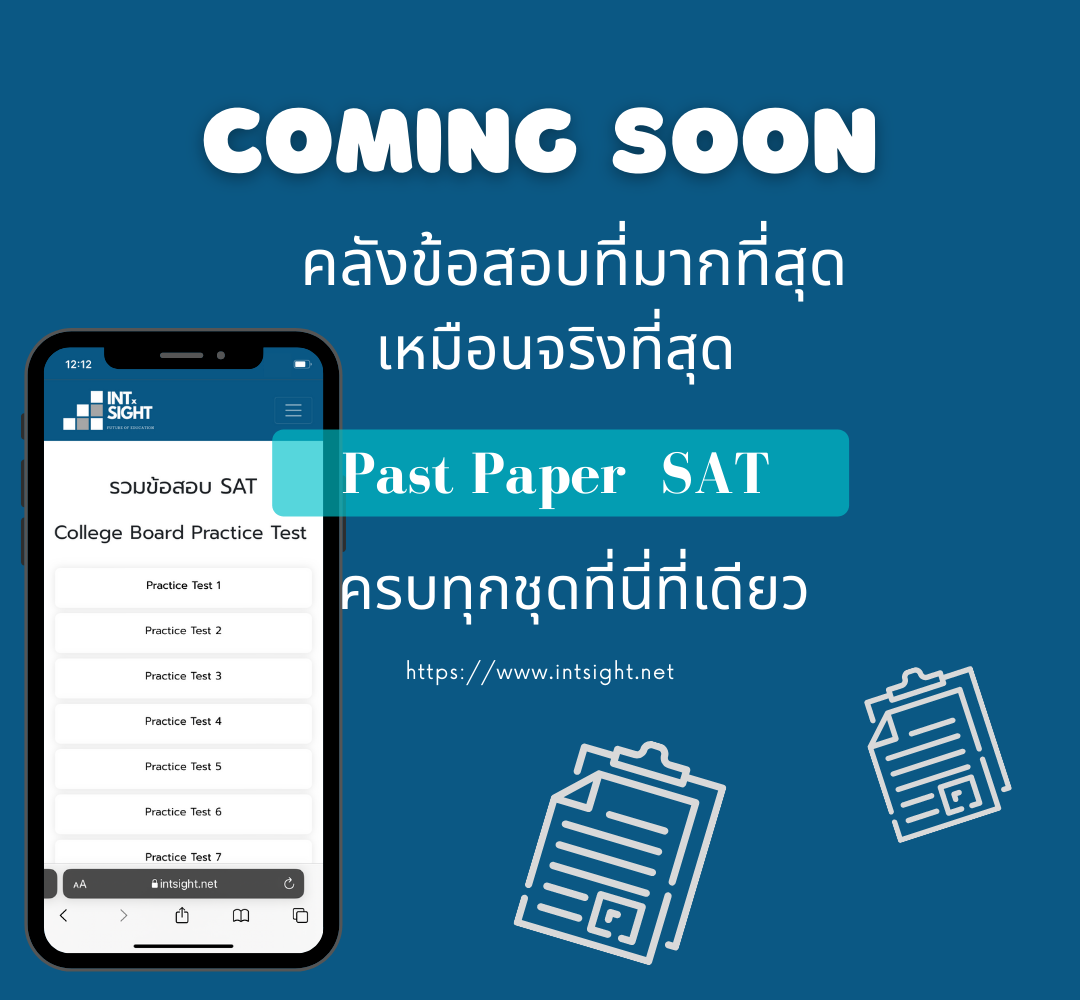 COMING SOON
คลังข้อสอบที่มากที่สุด
เหมือนจริงที่สุด
Past Paper SAT
ครบทุกชุดที่นี่ที่เดียว
https://www.intsight.net
12:12
INTx
SIGHT
FUTURE OF EDUCATION
รวมข้อสอบ SAT
College Board Practice Test
Practice Test 1
Practice Test 2
Practice Test 3
Practice Test 4
Practice Test 5
Practice Test 6
Practice Test 7
AA intsight.net